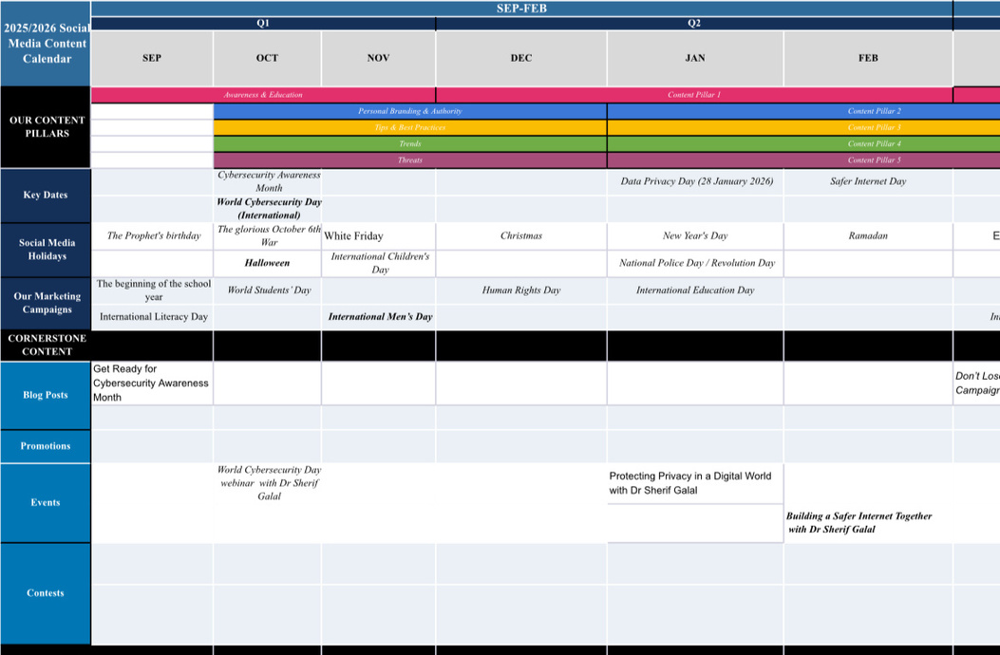 SEP-FEB
2025/2026 Social
Media Content
Calendar
Q1
Q2
SEP
OCT
NOV
DEC
JAN
FEB
OUR CONTENT
PILLARS
Awareness & Education
Content Pillar 1
Personal Branding & Authority
Content Pillar 2
Tips & Best Practices
Content Pillar 3
Trends
Content Pillar 4
Threats
Content Pillar 5
Key Dates
Cybersecurity Awareness
Month
Data Privacy Day (28 January 2026)
Safer Internet Day
World Cybersecurity Day
(International)
Social Media
Holidays
The Prophet's birthday
The glorious October 6th
War
White Friday
Christmas
New Year's Day
Ramadan
E
Halloween
International Children's
Day
National Police Day / Revolution Day
Our Marketing
Campaigns
The beginning of the school
year
World Students' Day
Human Rights Day
International Education Day
International Literacy Day
International Men's Day
In
CORNERSTONE
CONTENT
Blog Posts
Get Ready for
Cybersecurity Awareness
Month
Don't Lose
Campaign
Promotions
Events
World Cybersecurity Day
webinar with Dr Sherif
Galal
Protecting Privacy in a Digital World
with Dr Sherif Galal
Building a Safer Internet Together
with Dr Sherif Galal
Contests